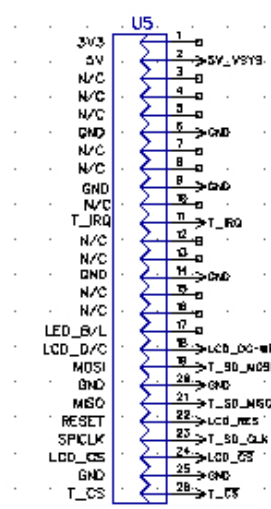 U5
3V3 1
5V 2 5V_VSYS
N/C 3
N/C 4
N/C 5
GND 6 GND
N/C 7
N/C 8
GND 9 GND
N/C 10
T_IRQ 11 T_IRQ
N/C 12
N/C 13
GND 14 GND
N/C 15
N/C 16
LED_B/L 17
LCD_D/C 18
MOSI 19
GND 20 GND
MISO 21
RESET 22 LCD_RES
SPICLK 23 T_SD_CLK
LCD_CS 24 LCD_CS
GND 25 GND
T_CS 26 T_CS